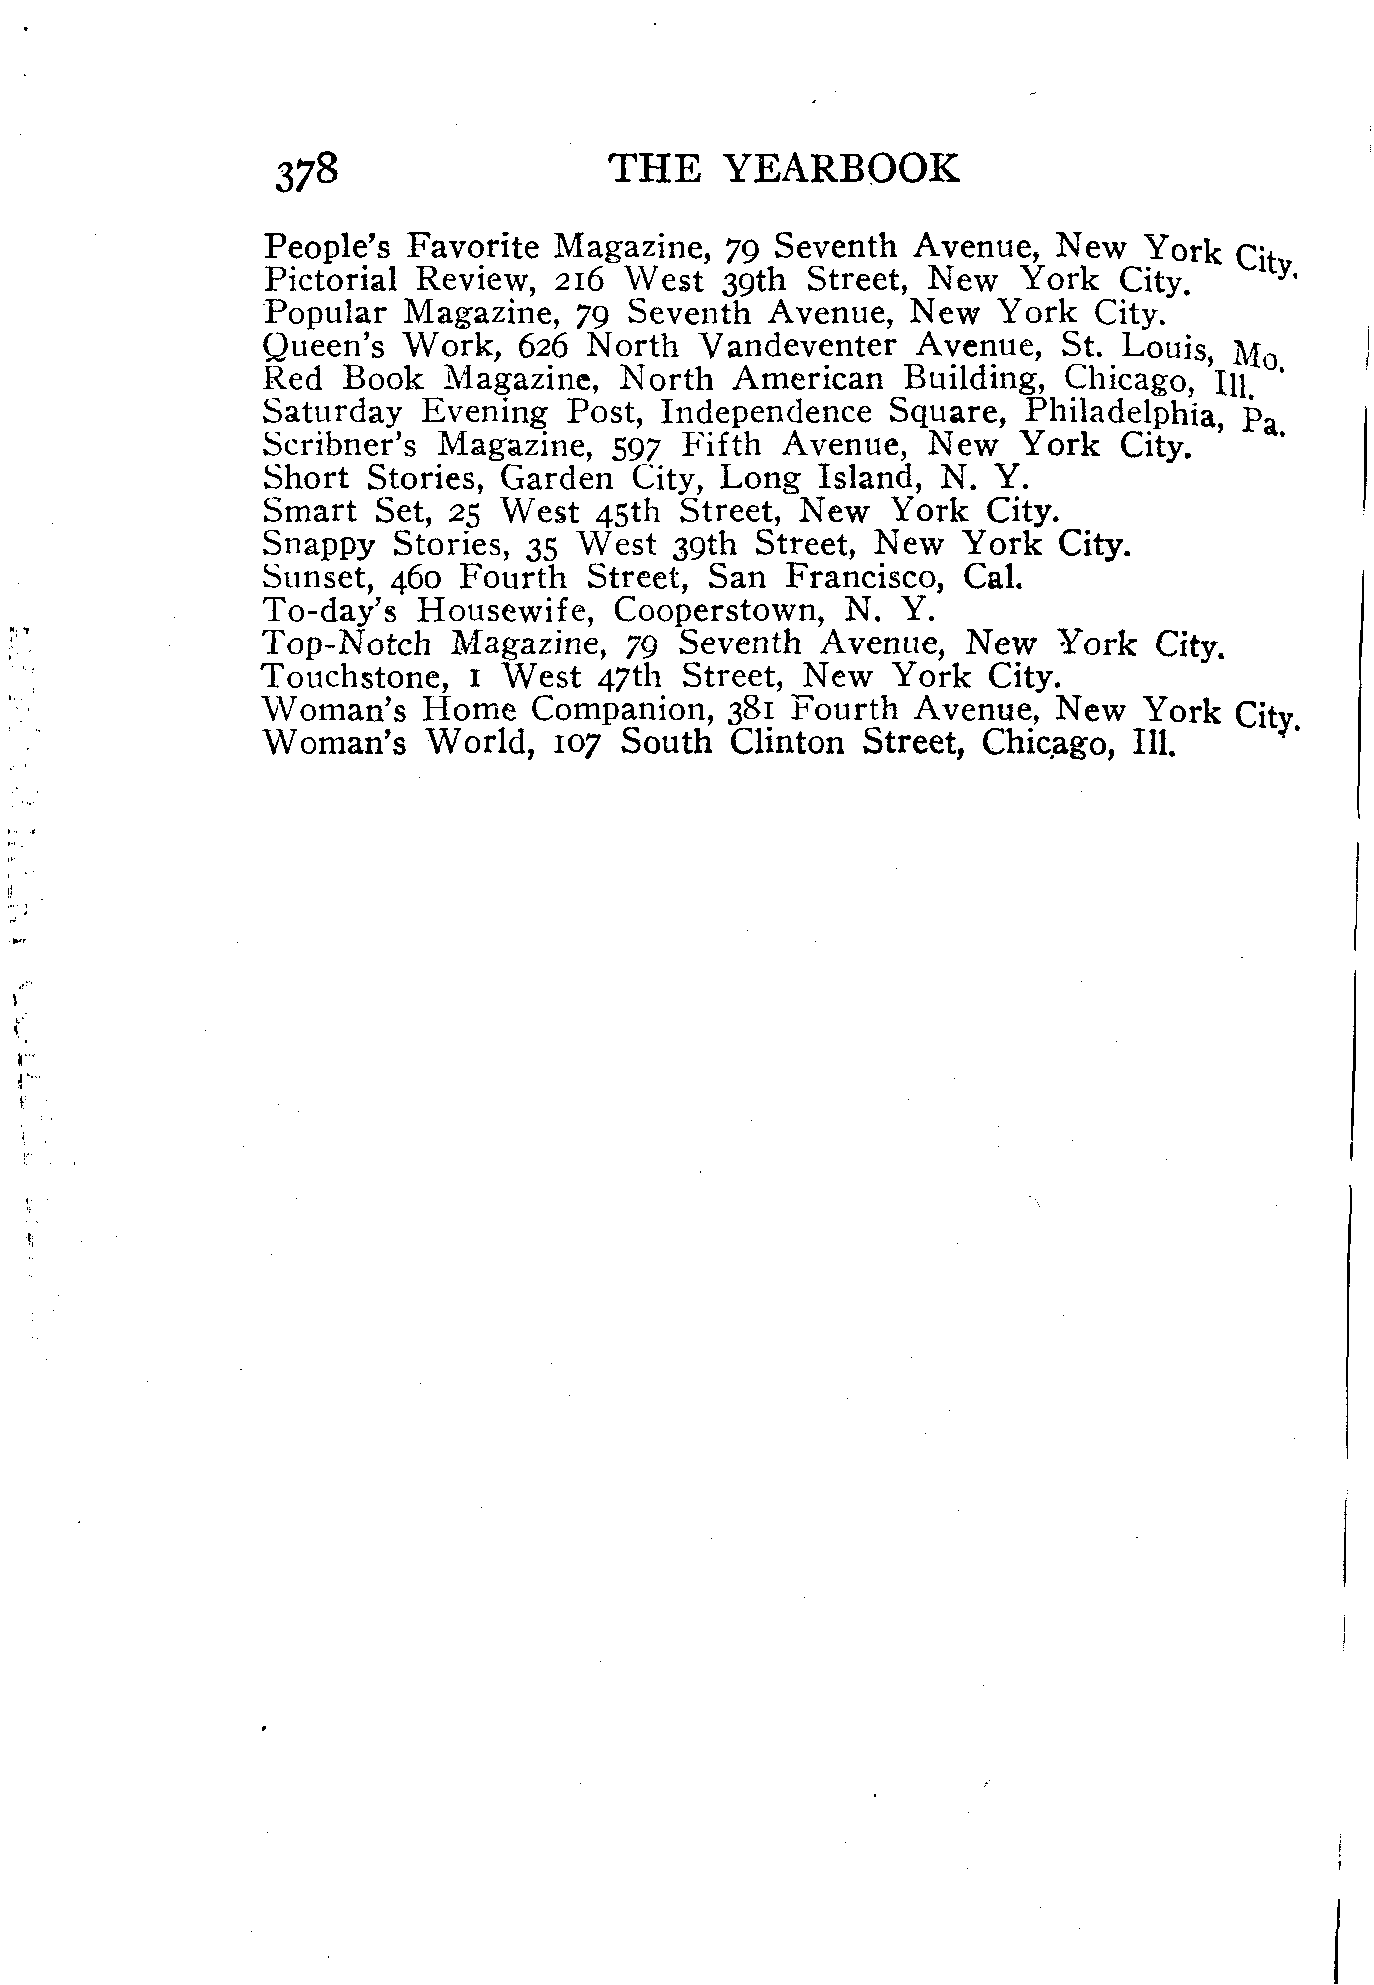 378 THE YEARBOOK
People's Favorite Magazine, 79 Seventh Avenue, New York City.
Pictorial Review, 216 West 39th Street, New York City.
Popular Magazine, 79 Seventh Avenue, New York City.
Queen's Work, 626 North Vandeventer Avenue, St. Louis, Mo.
Red Book Magazine, North American Building, Chicago, Ill.
Saturday Evening Post, Independence Square, Philadelphia, Pa.
Scribner's Magazine, 597 Fifth Avenue, New York City.
Short Stories, Garden City, Long Island, N. Y.
Smart Set, 25 West 45th Street, New York City.
Snappy Stories, 35 West 39th Street, New York City.
Sunset, 460 Fourth Street, San Francisco, Cal.
To-day's Housewife, Cooperstown, N. Y.
Top-Notch Magazine, 79 Seventh Avenue, New York City.
Touchstone, 1 West 47th Street, New York City.
Woman's Home Companion, 381 Fourth Avenue, New York City.
Woman's World, 107 South Clinton Street, Chicago, Ill.